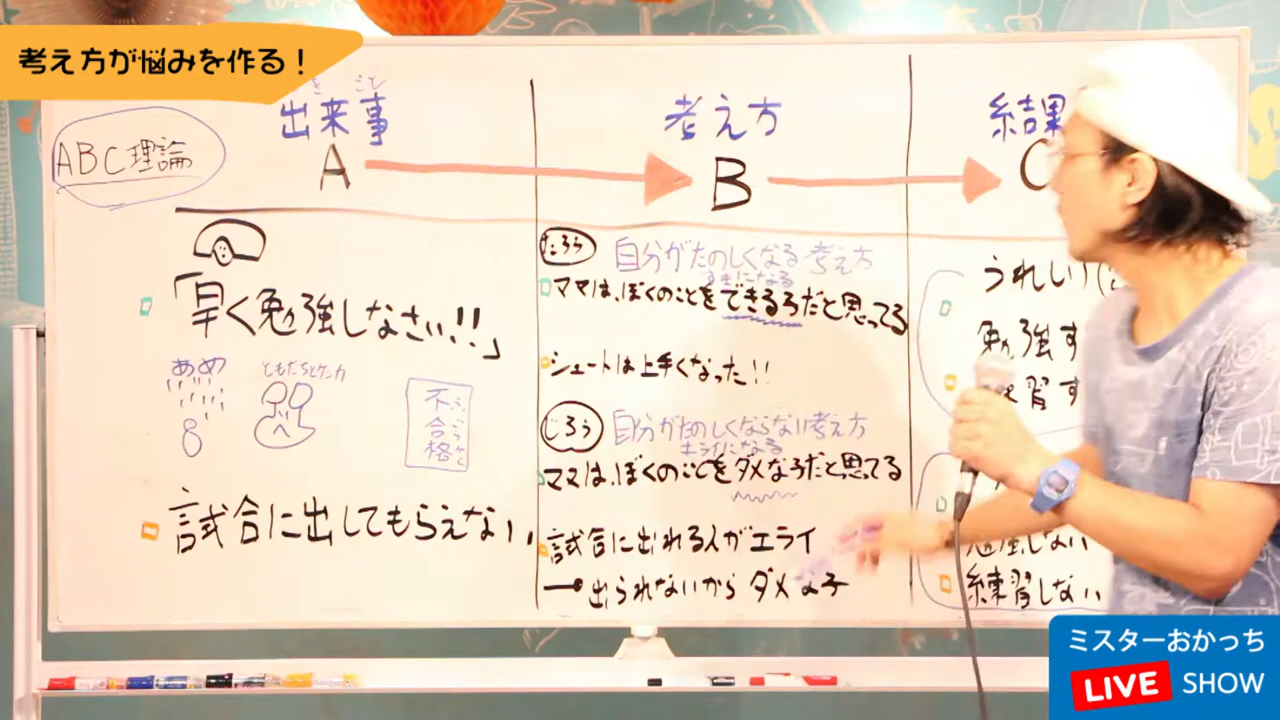 考え方が悩みを作る！
ABC理論
出来事
A
考え方
B
結果
C
「早く勉強しなさい!!」
あめ
ともだちとケンカ
不合格
試合に出してもらえない
たろう
自分がたのしくなる考え方
すきになる
ママは、ぼくのことをできる子だと思ってる
シュートは上手くなった!!
じろう
自分がたのしくならない考え方
キライになる
ママは、ぼくのことをダメな子だと思ってる
試合に出れる人がエライ
→出られないからダメな子
うれしい
勉強す
習す
勉強しない
練習しない
ミスターおかっち
LIVE SHOW